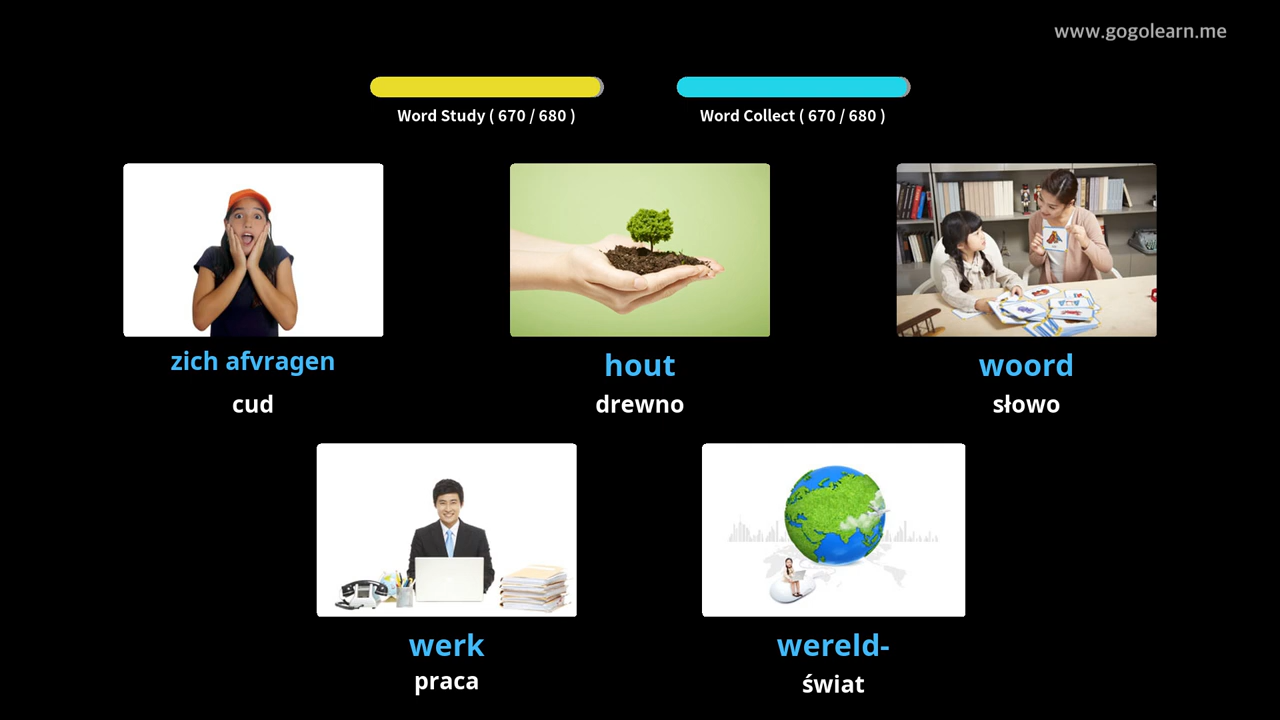 www.gogolearn.me
Word Study ( 670 / 680 )
Word Collect ( 670 / 680 )
zich afvragen
cud
hout
drewno
woord
słowo
werk
praca
wereld-
świat